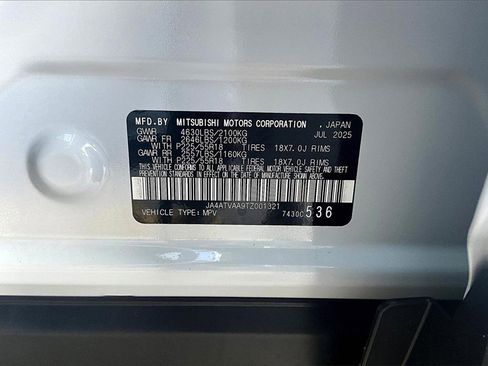 MFD.BY MITSUBISHI MOTORS CORPORATION , JAPAN
GVWR 4630LBS/2100KG JUL 2025
GAWR FR 2646LBS/1200KG
WITH P225/55R18 TIRES 18X7.0J RIMS
GAWR RR 2557LBS/1160KG
WITH P225/55R18 TIRES 18X7.0J RIMS
THIS VEHICLE CONFORMS TO ALL APPLICABLE
FEDERAL MOTOR VEHICLE SAFETY AND THEFT
PREVENTION STANDARDS IN EFFECT ON THE DATE
OF MANUFACTURE SHOWN ABOVE.
JA4ATVAA9TZ001321
VEHICLE TYPE: MPV 7430C 536